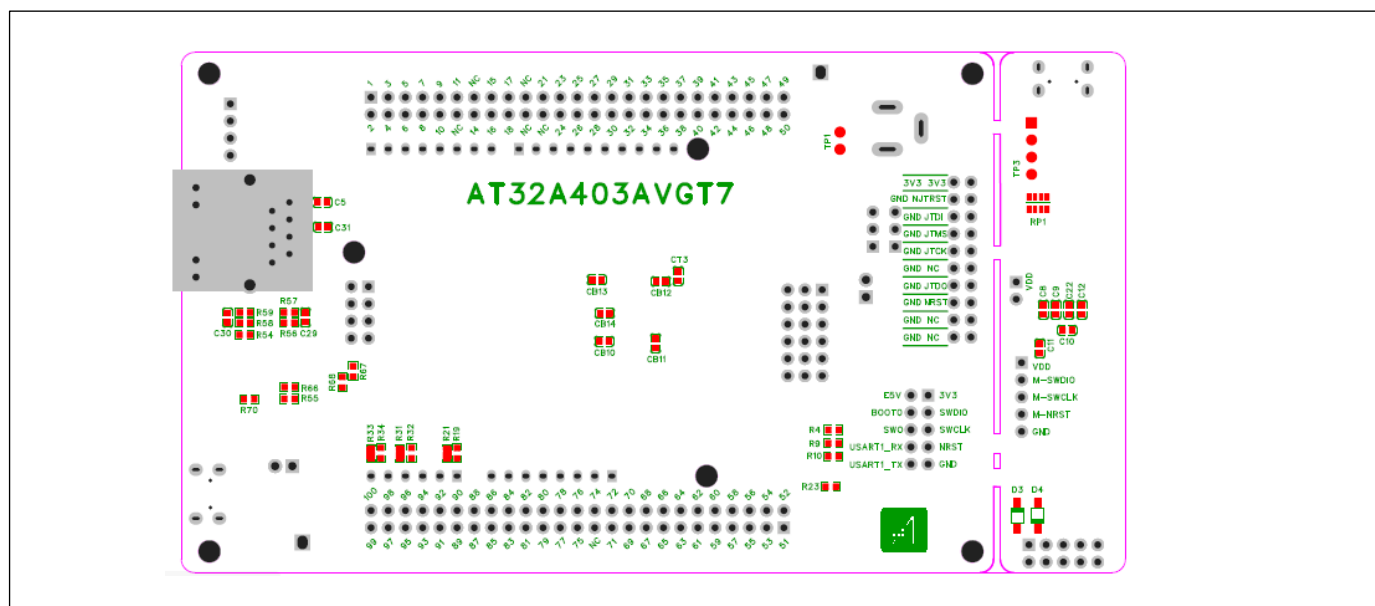 1 3 5 7 9 11 NC 15 17 NC 21 23 25 27 29 31 33 35 37 39 41 43 45 47 49
2 4 6 8 10 NC 14 16 18 NC NC 24 26 28 30 32 34 36 38 40 42 44 46 48 50
TP1
TP3
AT32A403AVGT7
3V3 3V3
GND NJTRST
GND JTDI
GND JTMS
GND JTCK
GND NC
GND JTDO
GND NRST
GND NC
GND NC
RP1
C5
C31
CT3
CB13
CB12
CB14
CB10
CB11
R57
R59
R58
C30
R54
R56
C29
VDD
C8
C9
C22
C12
C10
C11
R68
R67
R66
R55
R70
VDD
M-SWDIO
M-SWCLK
M-NRST
GND
E5V 3V3
BOOT0 SWDIO
SWO SWCLK
USART1_RX NRST
USART1_TX GND
R33
R34
R31
R32
R21
R19
R4
R9
R10
R23
D3 D4
100 98 96 94 92 90 88 86 84 82 80 78 76 74 72 70 68 66 64 62 60 58 56 54 52
99 97 95 93 91 89 87 85 83 81 79 77 75 NC 71 69 67 65 63 61 59 57 55 53 51